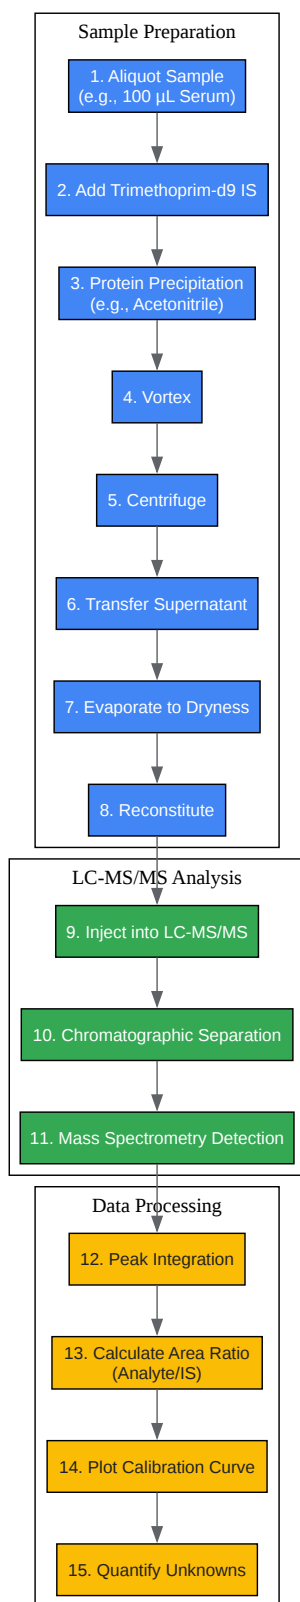 Sample Preparation
1. Aliquot Sample
(e.g., 100 µL Serum)
2. Add Trimethoprim-d9 IS
3. Protein Precipitation
(e.g., Acetonitrile)
4. Vortex
5. Centrifuge
6. Transfer Supernatant
7. Evaporate to Dryness
8. Reconstitute
LC-MS/MS Analysis
9. Inject into LC-MS/MS
10. Chromatographic Separation
11. Mass Spectrometry Detection
Data Processing
12. Peak Integration
13. Calculate Area Ratio
(Analyte/IS)
14. Plot Calibration Curve
15. Quantify Unknowns